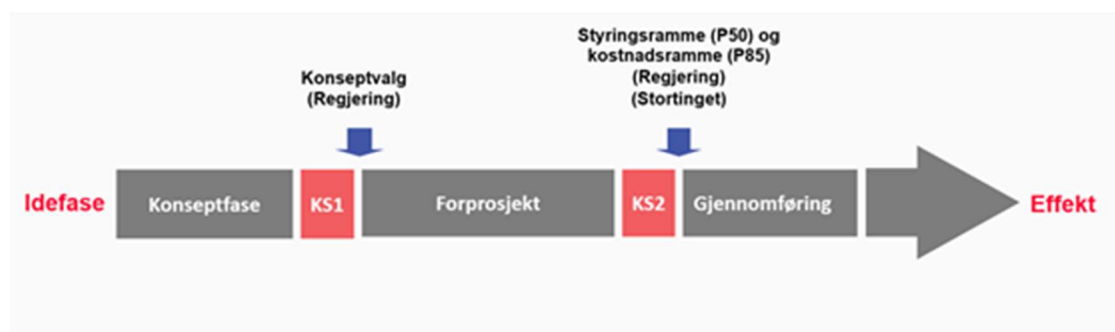 Styringsramme (P50) og
kostnadsramme (P85)
(Regjering)
(Stortinget)
Konseptvalg
(Regjering)
Idefase
Konseptfase
KS1
Forprosjekt
KS2
Gjennomføring
Effekt